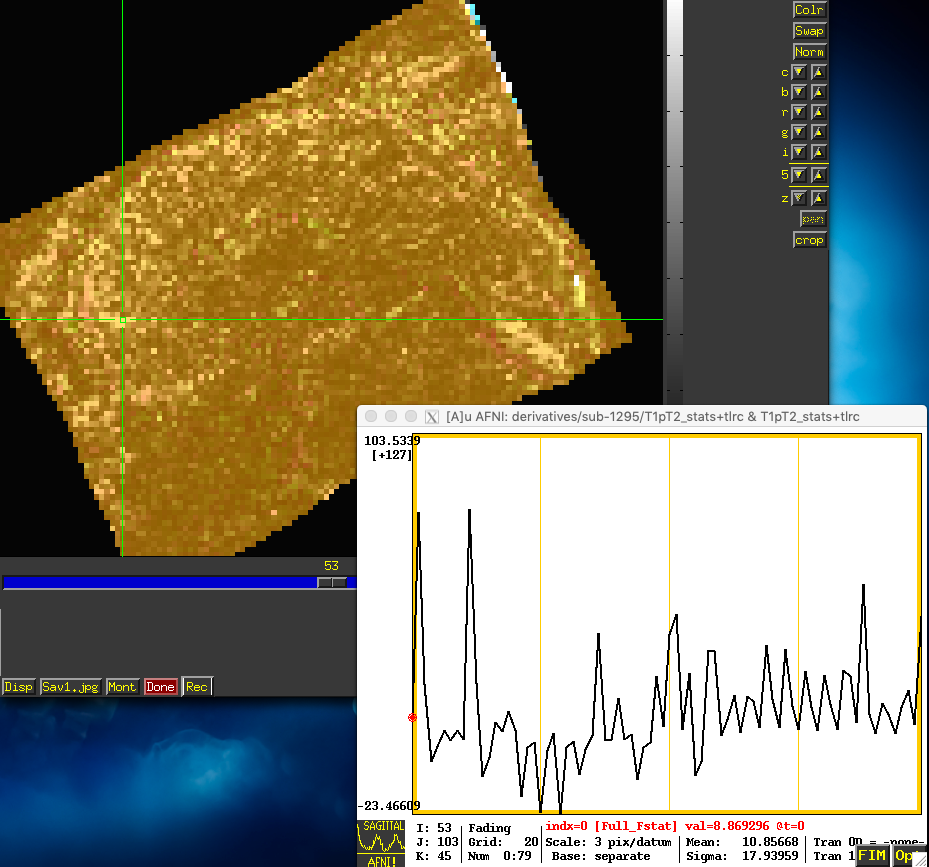 Colr
Swap
Norm
c
b
r
g
i
5
z
pen
crop
[A]u AFNI: derivatives/sub-1295/T1pT2_stats+tlrc & T1pT2_stats+tlrc
103.5339
[+127]
53
Disp Sav1.jpg Mont Done Rec
-23.46609
SAGITTAL
AFNI!
I: 53 Fading indx=0 [Full_Fstat] val=8.869296 @t=0
J: 103 Grid: 20 Scale: 3 pix/datum Mean: 10.85668 Tran 0D = -none-
K: 45 Num 0:79 Base: separate Sigma: 17.93959 Tran 1 FIM Op